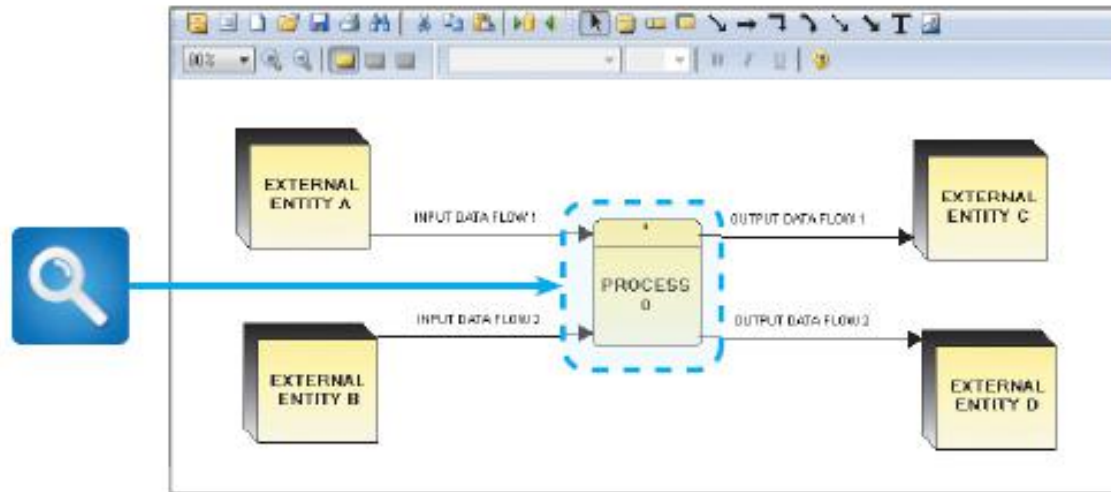 T
EXTERNAL
ENTITY A
EXTERNAL
ENTITY C
INPUT DATA FLOW 1
OUTPUT DATA FLOW 1
PROCESS
0
INPUT DATA FLOW 2
OUTPUT DATA FLOW 2
EXTERNAL
ENTITY B
EXTERNAL
ENTITY D